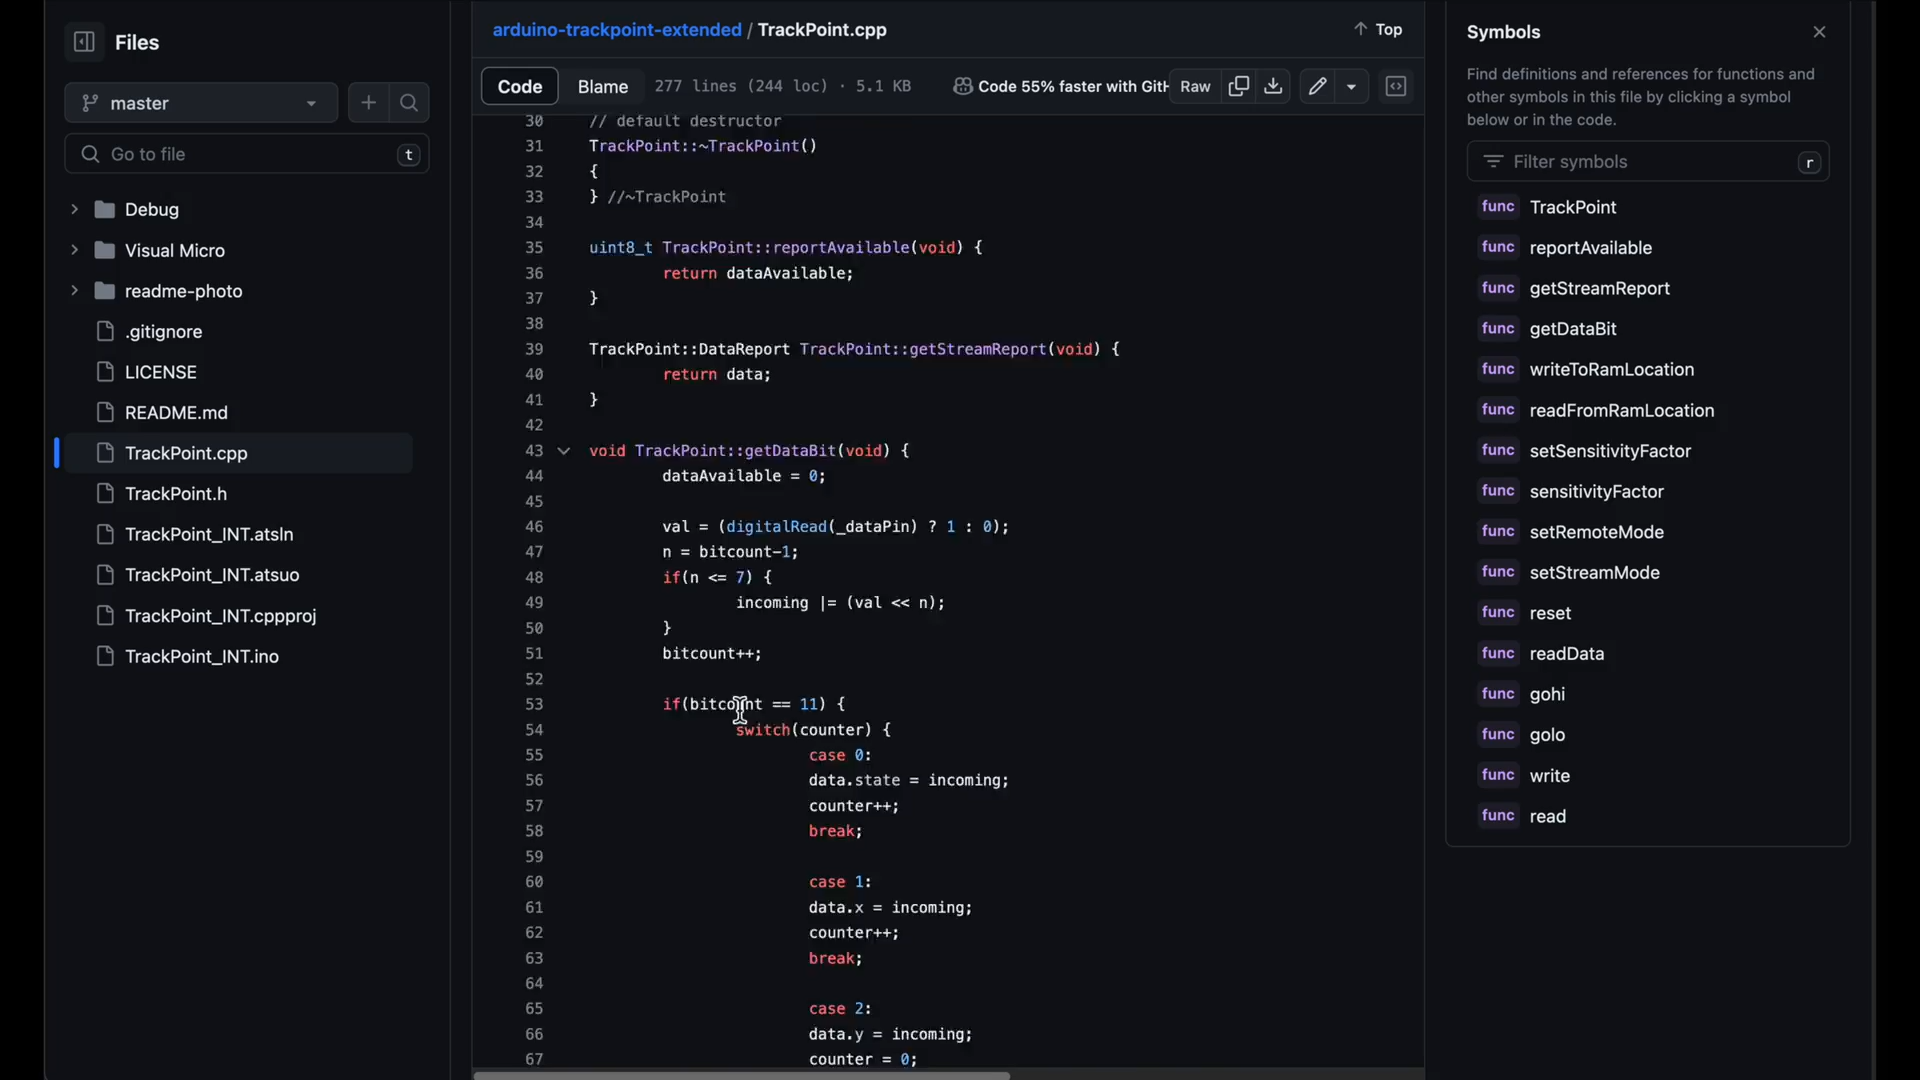 Files
master
Go to file
t
Debug
Visual Micro
readme-photo
.gitignore
LICENSE
README.md
TrackPoint.cpp
TrackPoint.h
TrackPoint_INT.atsln
TrackPoint_INT.atsuo
TrackPoint_INT.cppproj
TrackPoint_INT.ino
arduino-trackpoint-extended / TrackPoint.cpp
Top
Code Blame 277 lines (244 loc) · 5.1 KB Code 55% faster with GitH Raw
30 // default destructor
31 TrackPoint::~TrackPoint()
32 {
33 } //~TrackPoint
34
35 uint8_t TrackPoint::reportAvailable(void) {
36 return dataAvailable;
37 }
38
39 TrackPoint::DataReport TrackPoint::getStreamReport(void) {
40 return data;
41 }
42
43 void TrackPoint::getDataBit(void) {
44 dataAvailable = 0;
45
46 val = (digitalRead(_dataPin) ? 1 : 0);
47 n = bitcount-1;
48 if(n <= 7) {
49 incoming |= (val << n);
50 }
51 bitcount++;
52
53 if(bitcount == 11) {
54 switch(counter) {
55 case 0:
56 data.state = incoming;
57 counter++;
58 break;
59
60 case 1:
61 data.x = incoming;
62 counter++;
63 break;
64
65 case 2:
66 data.y = incoming;
67 counter = 0;
Symbols
Find definitions and references for functions and
other symbols in this file by clicking a symbol
below or in the code.
Filter symbols
r
func TrackPoint
func reportAvailable
func getStreamReport
func getDataBit
func writeToRamLocation
func readFromRamLocation
func setSensitivityFactor
func sensitivityFactor
func setRemoteMode
func setStreamMode
func reset
func readData
func gohi
func golo
func write
func read